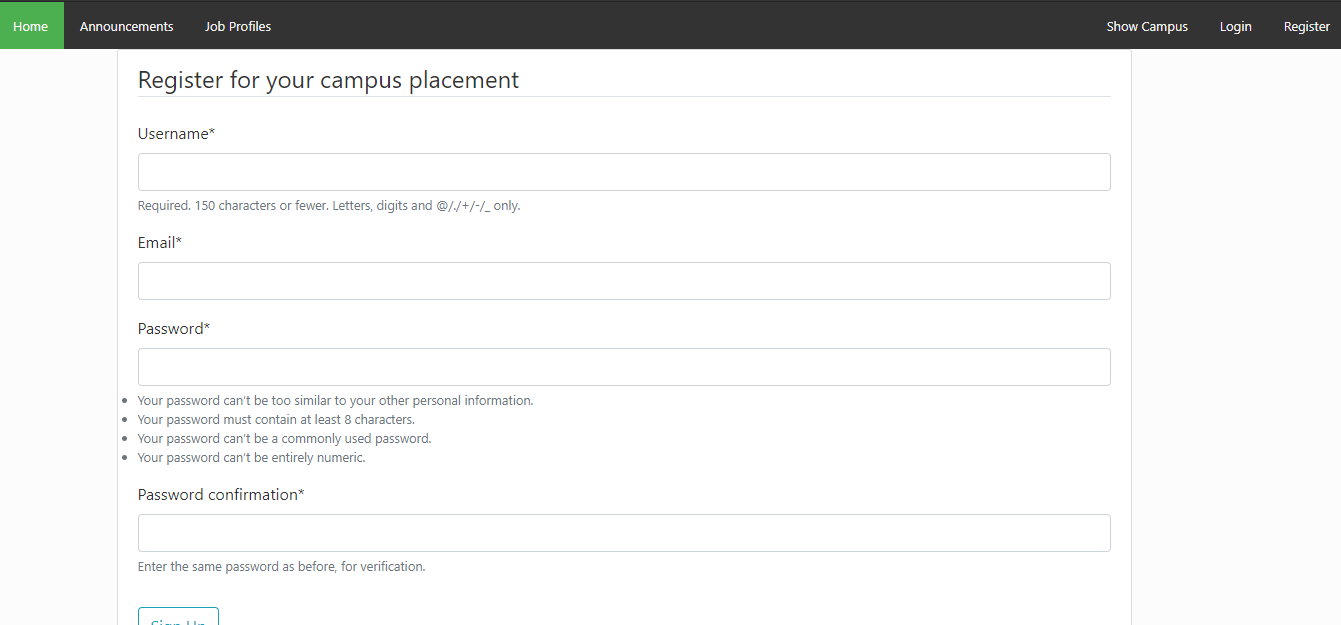 Home Announcements Job Profiles Show Campus Login Register
Register for your campus placement
Username*
Required. 150 characters or fewer. Letters, digits and @/./+/-/_ only.
Email*
Password*
Your password can't be too similar to your other personal information.
Your password must contain at least 8 characters.
Your password can't be a commonly used password.
Your password can't be entirely numeric.
Password confirmation*
Enter the same password as before, for verification.
Sign Up